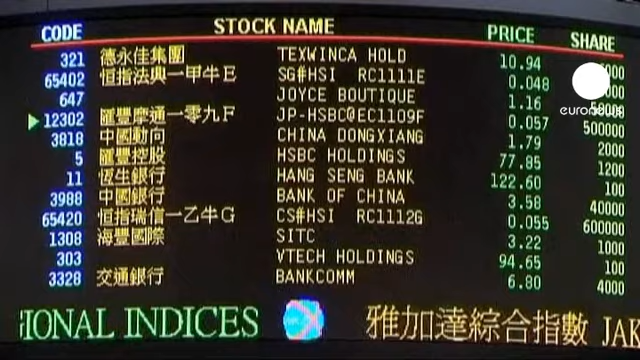 CODE STOCK NAME PRICE SHARE
321 德永佳集團 TEXWINCA HOLD 10.94
65402 恒指法興一甲牛E SG#HSI RC1111E 0.048
647 JOYCE BOUTIQUE 1.16
12302 匯豐摩通一零九F JP-HSBC@EC1109F 0.057 500000
3818 中國動向 CHINA DONGXIANG 1.79 2000
5 匯豐控股 HSBC HOLDINGS 77.85 1200
11 恆生銀行 HANG SENG BANK 122.60 100
3988 中國銀行 BANK OF CHINA 3.58 40000
65420 恒指瑞信一乙牛G CS#HSI RC1112G 0.055 600000
1308 海豐國際 SITC 3.22 1000
303 VTECH HOLDINGS 94.65 100
3328 交通銀行 BANKCOMM 6.80 4000
IONAL INDICES 雅加達綜合指數 JAK
euronews